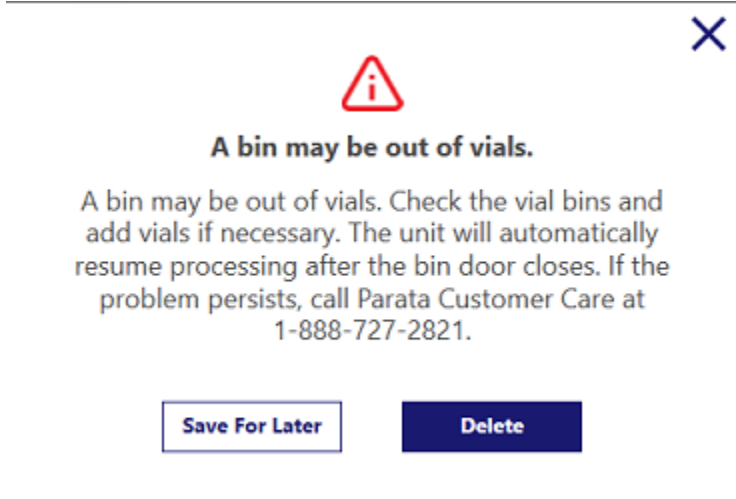 A bin may be out of vials.
A bin may be out of vials. Check the vial bins and
add vials if necessary. The unit will automatically
resume processing after the bin door closes. If the
problem persists, call Parata Customer Care at
1-888-727-2821.
Save For Later
Delete